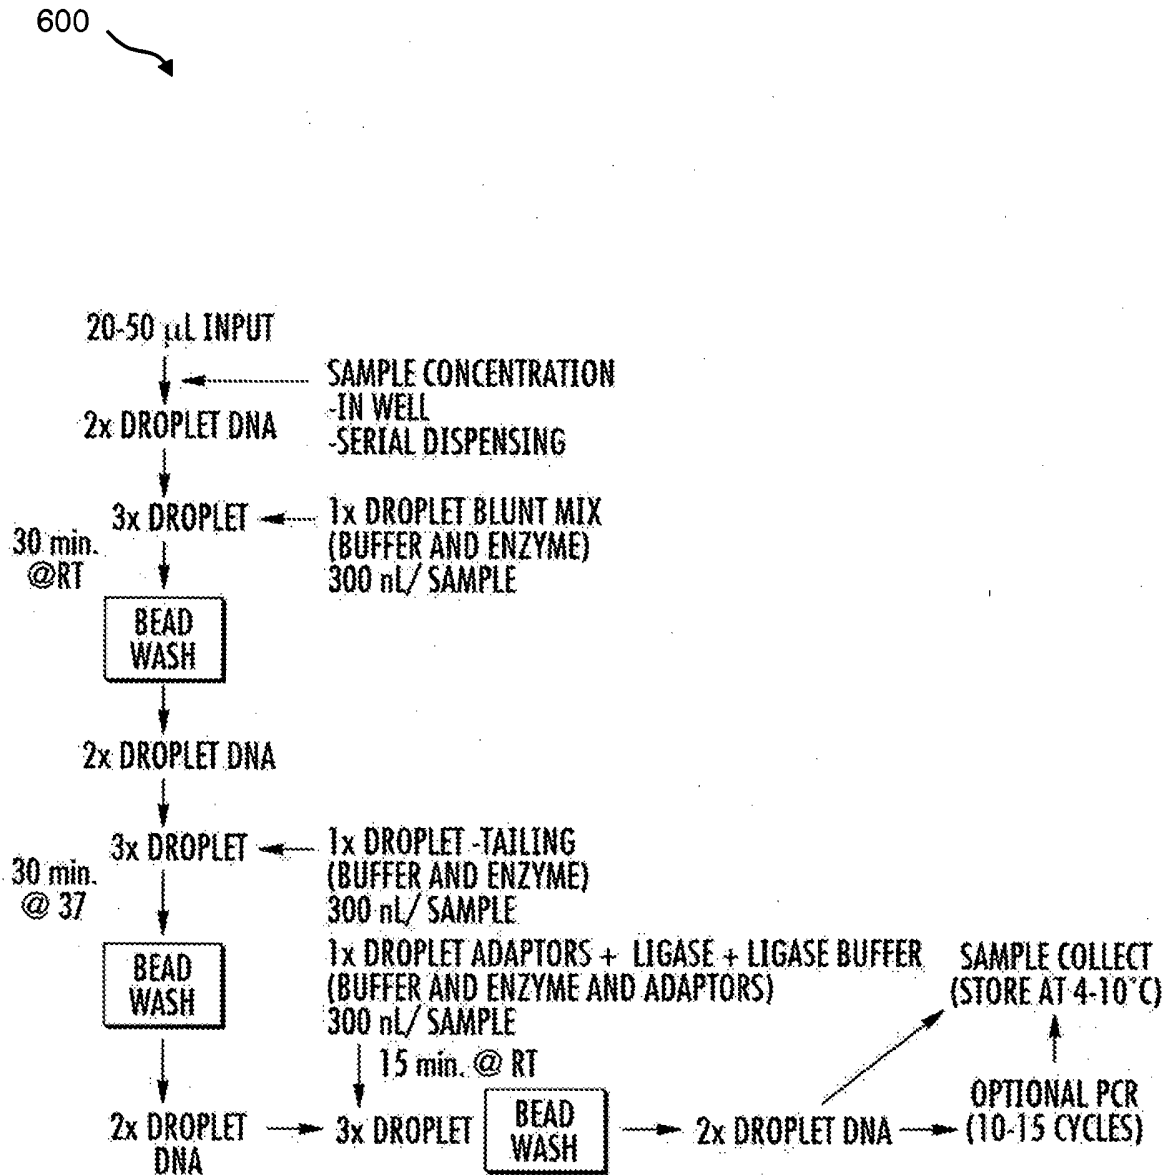 600
20-50 µL INPUT
SAMPLE CONCENTRATION
-IN WELL
-SERIAL DISPENSING
2x DROPLET DNA
3x DROPLET
1x DROPLET BLUNT MIX
(BUFFER AND ENZYME)
300 nL/ SAMPLE
30 min.
@RT
BEAD
WASH
2x DROPLET DNA
3x DROPLET
1x DROPLET -TAILING
(BUFFER AND ENZYME)
300 nL/ SAMPLE
30 min.
@ 37
BEAD
WASH
1x DROPLET ADAPTORS + LIGASE + LIGASE BUFFER
(BUFFER AND ENZYME AND ADAPTORS)
300 nL/ SAMPLE
15 min. @ RT
2x DROPLET
DNA
3x DROPLET
BEAD
WASH
2x DROPLET DNA
OPTIONAL PCR
(10-15 CYCLES)
SAMPLE COLLECT
(STORE AT 4-10°C)